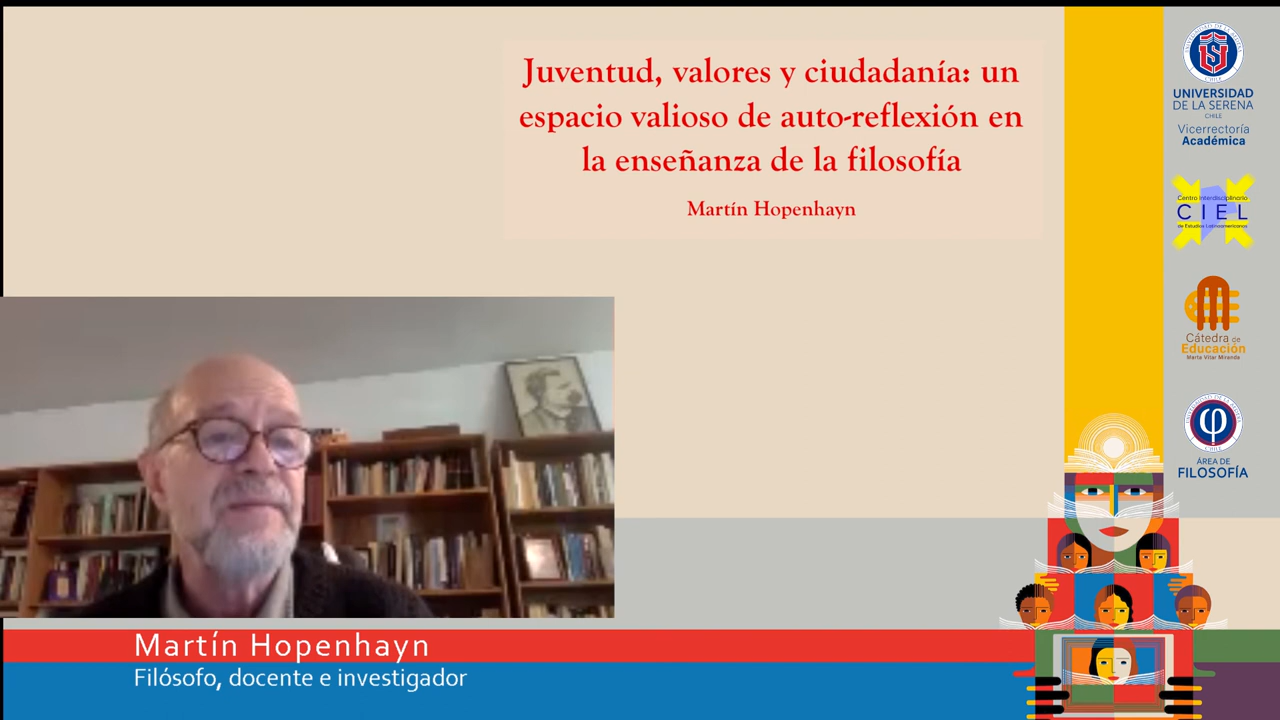 Juventud, valores y ciudadanía: un
espacio valioso de auto-reflexión en
la enseñanza de la filosofía
Martín Hopenhayn
UNIVERSIDAD
DE LA SERENA
CHILE
Vicerrectoría
Académica
Centro Interdisciplinario
CIEL
de Estudios Latinoamericanos
Cátedra de
Educación
Marta Vitar Miranda
φ
ÁREA DE
FILOSOFÍA
Martín Hopenhayn
Filósofo, docente e investigador